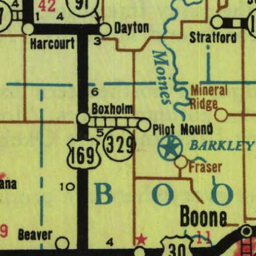 42
91
1
4
Dayton
Stratford
Harcourt
3
Moines
6
Mineral
Ridge
Boxholm
5
329
Pilot Mound
BARKLEY
169
Fraser
10
BOO
Boone
9
Beaver
4
30
11